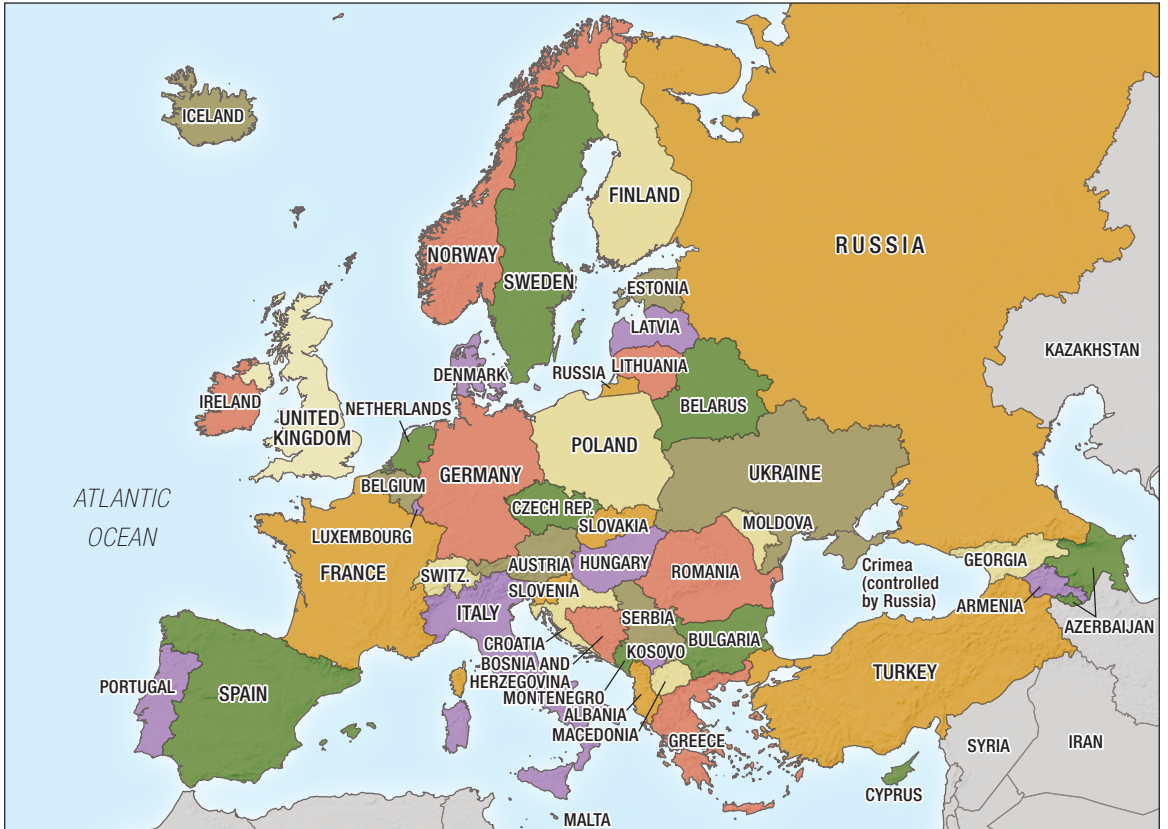 ICELAND
FINLAND
RUSSIA
NORWAY
SWEDEN
ESTONIA
LATVIA
KAZAKHSTAN
DENMARK
RUSSIA
LITHUANIA
IRELAND
NETHERLANDS
BELARUS
UNITED
KINGDOM
POLAND
GERMANY
UKRAINE
BELGIUM
ATLANTIC
OCEAN
CZECH REP.
SLOVAKIA
MOLDOVA
LUXEMBOURG
FRANCE
SWITZ.
AUSTRIA
HUNGARY
ROMANIA
Crimea
(controlled
by Russia)
GEORGIA
SLOVENIA
ITALY
ARMENIA
SERBIA
AZERBAIJAN
CROATIA
BULGARIA
KOSOVO
BOSNIA AND
HERZEGOVINA
TURKEY
PORTUGAL
SPAIN
MONTENEGRO
ALBANIA
MACEDONIA
GREECE
SYRIA
IRAN
CYPRUS
MALTA